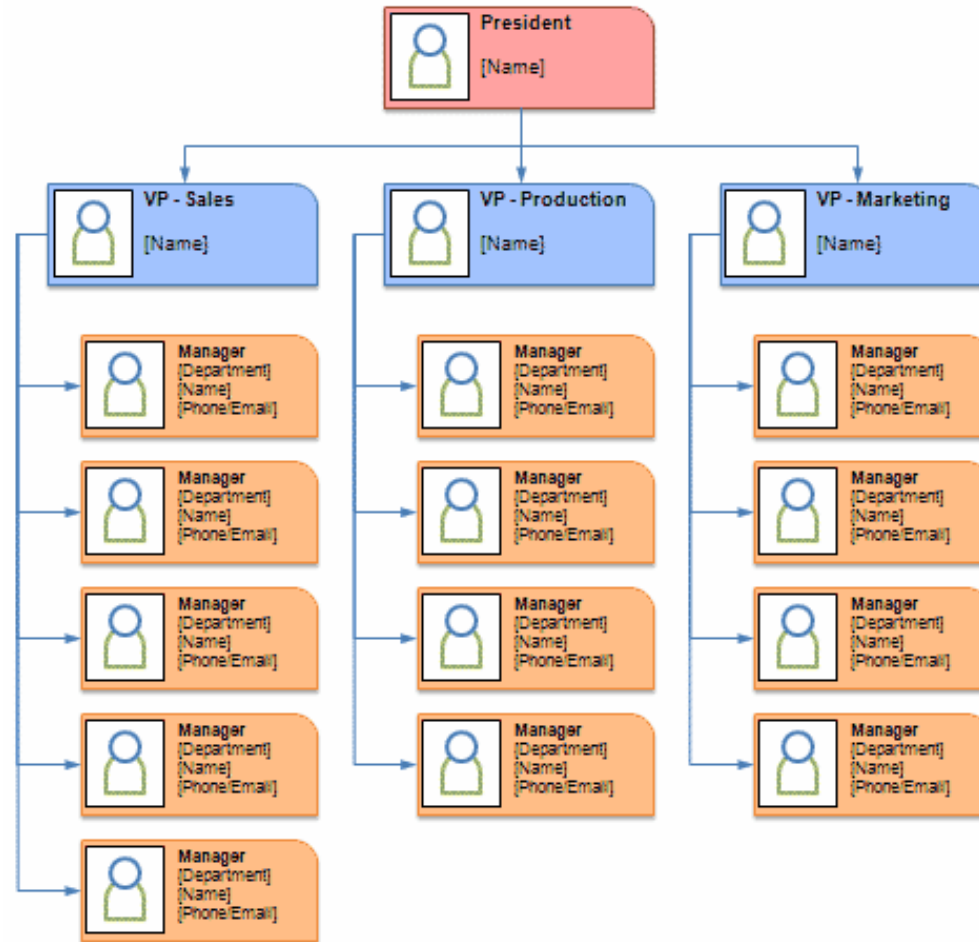 President
[Name]
VP - Sales
[Name}
VP - Production
[Name}
VP - Marketing
[Name}
Manager
[Department]
[Name]
[Phone/Email]
Manager
[Department]
[Name]
[Phone/Email]
Manager
[Department]
[Name]
[Phone/Email]
Manager
[Department]
[Name]
[Phone/Email]
Manager
[Department]
[Name]
[Phone/Email]
Manager
[Department]
[Name]
[Phone/Email]
Manager
[Department]
[Name]
[Phone/Email]
Manager
[Department]
[Name]
[Phone/Email]
Manager
[Department]
[Name]
[Phone/Email]
Manager
[Department]
[Name]
[Phone/Email]
Manager
[Department]
[Name]
[Phone/Email]
Manager
[Department]
[Name]
[Phone/Email]
Manager
[Department]
[Name]
[Phone/Email]